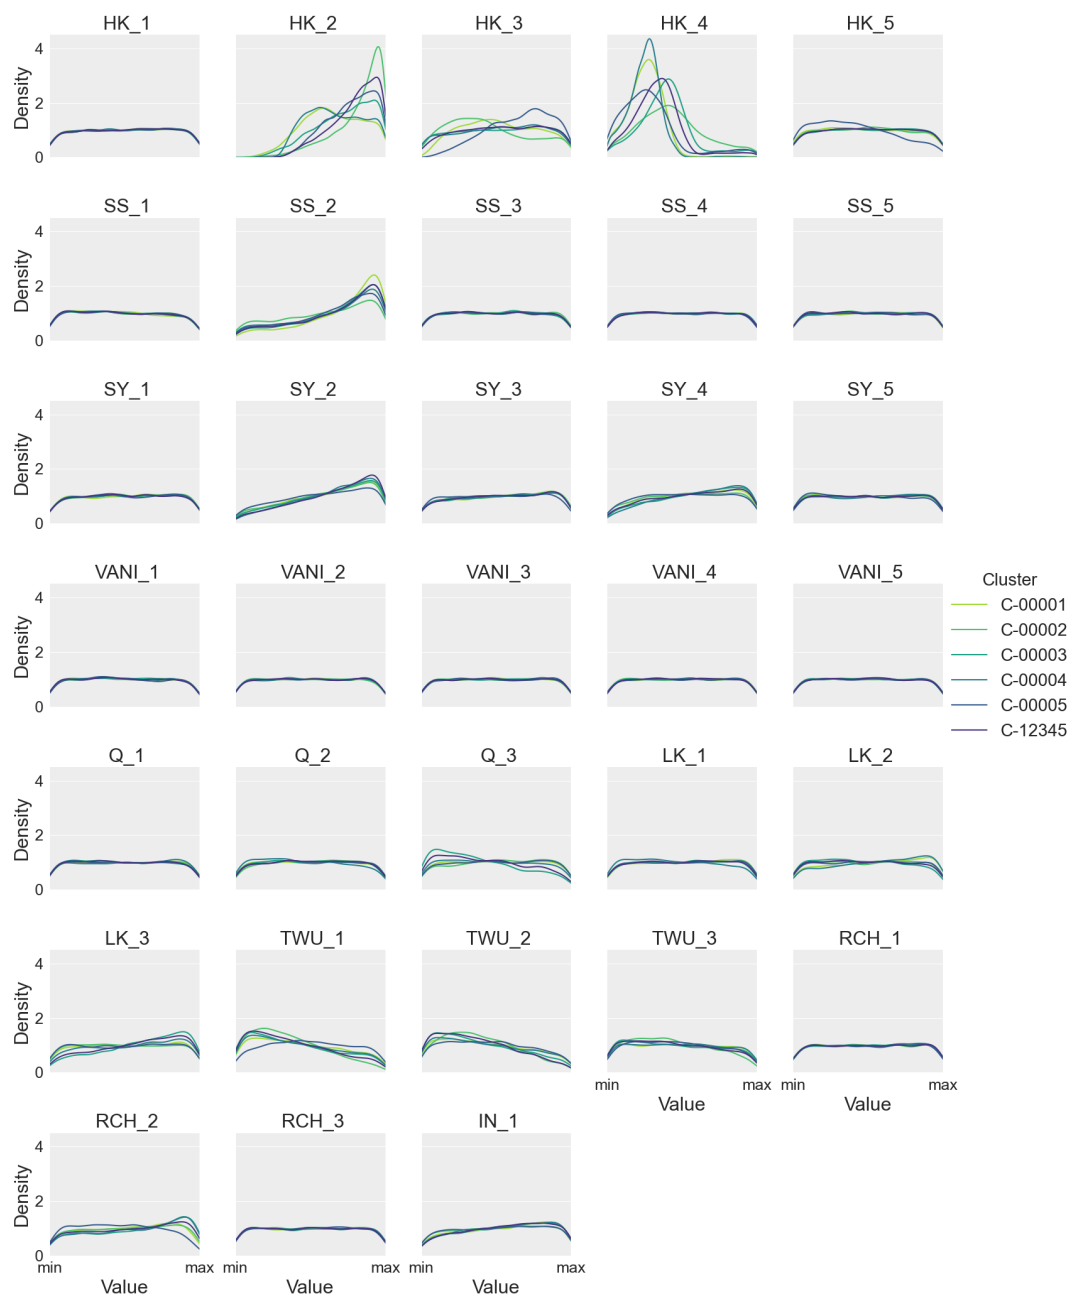 HK_1 HK_2 HK_3 HK_4 HK_5
4
2
0
Density
SS_1 SS_2 SS_3 SS_4 SS_5
4
2
0
Density
SY_1 SY_2 SY_3 SY_4 SY_5
4
2
0
Density
VANI_1 VANI_2 VANI_3 VANI_4 VANI_5
4
2
0
Density
Cluster
C-00001
C-00002
C-00003
C-00004
C-00005
C-12345
Q_1 Q_2 Q_3 LK_1 LK_2
4
2
0
Density
LK_3 TWU_1 TWU_2 TWU_3 RCH_1
4
2
0
Density
min max min max
Value Value
RCH_2 RCH_3 IN_1
4
2
0
Density
min max min max min max
Value Value Value